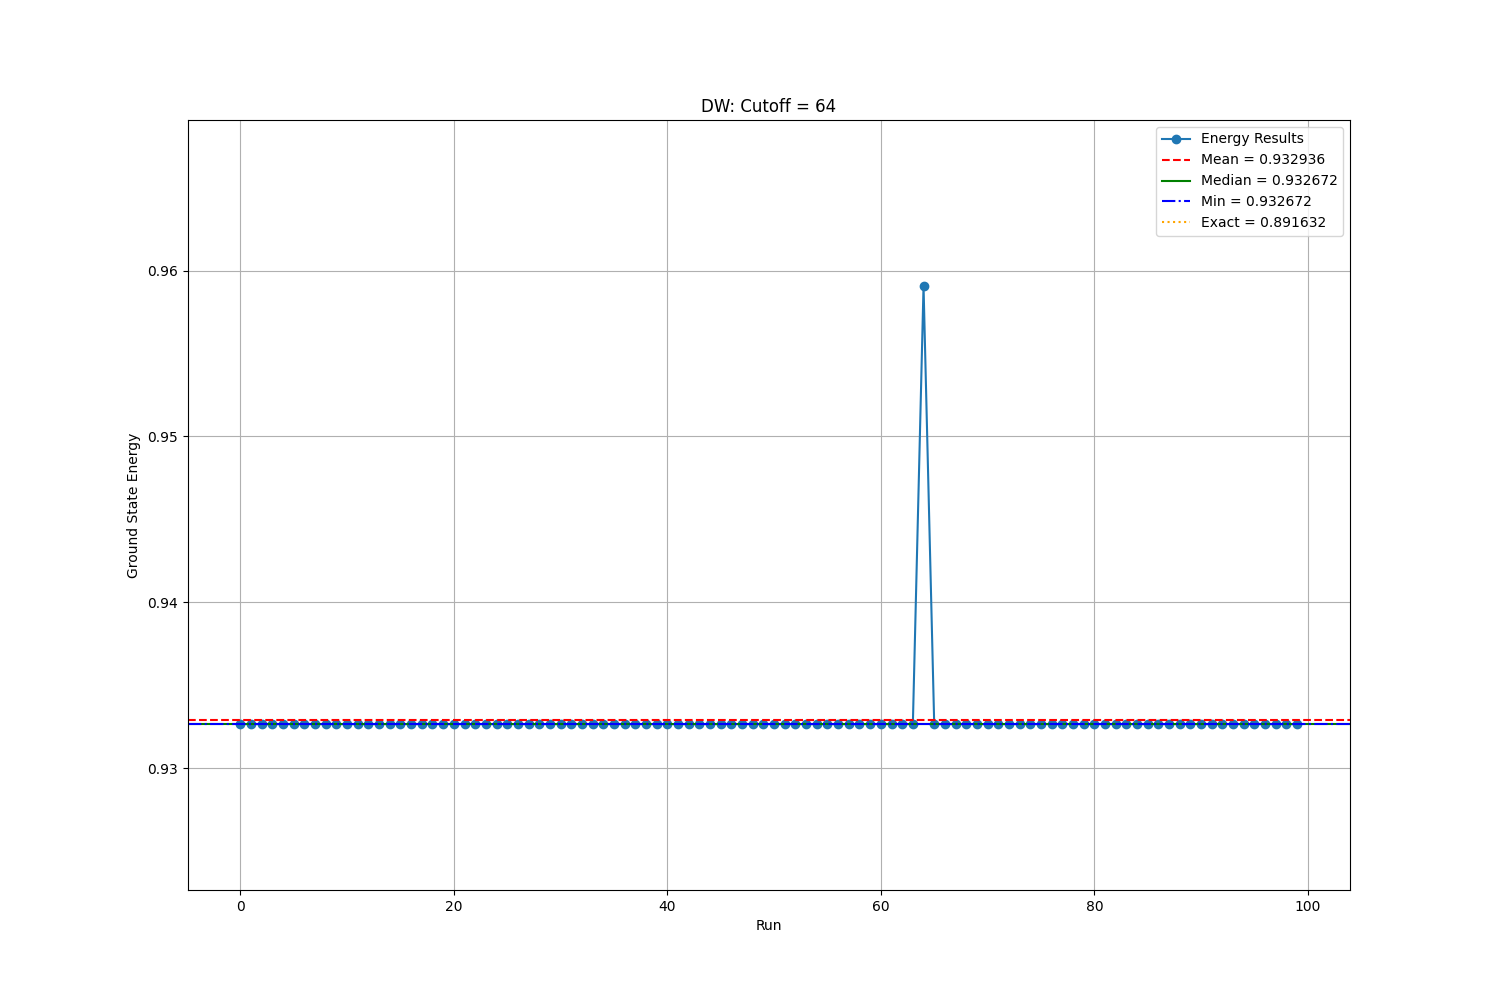 DW: Cutoff = 64
Energy Results
Mean = 0.932936
Median = 0.932672
Min = 0.932672
Exact = 0.891632
Ground State Energy
0.96
0.95
0.94
0.93
0 20 40 60 80 100
Run